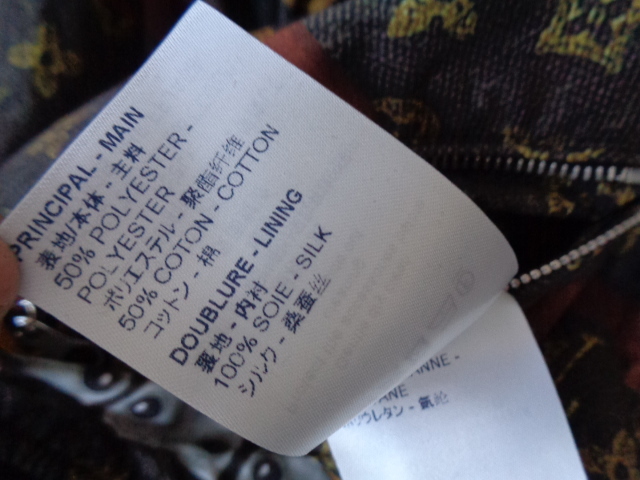 PRINCIPAL - MAIN
表地/本体 - 主料
50% POLYESTER -
POLYESTER
ポリエステル - 聚酯纤维
50% COTON - COTTON
コットン - 棉
DOUBLURE - LINING
裏地 - 内衬
100% SOIE - SILK
シルク - 桑蚕丝